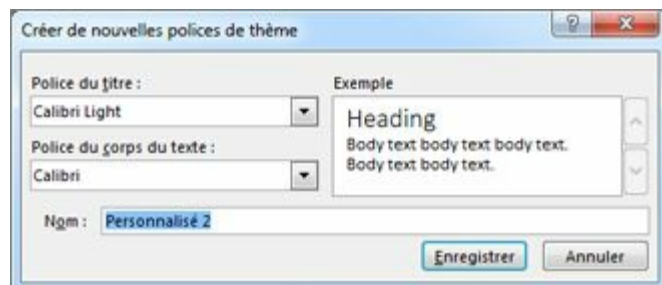 Créer de nouvelles polices de thème
Police du titre :
Calibri Light
Police du corps du texte :
Calibri
Exemple
Heading
Body text body text body text.
Body text body text.
Nom : Personnalisé 2
Enregistrer Annuler